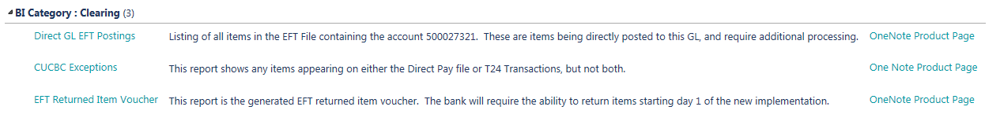 BI Category : Clearing (3)
Direct GL EFT Postings Listing of all items in the EFT File containing the account 500027321.  These are items being directly posted to this GL, and require additional processing. OneNote Product Page
CUCBC Exceptions This report shows any items appearing on either the Direct Pay file or T24 Transactions, but not both. One Note Product Page
EFT Returned Item Voucher This report is the generated EFT returned item voucher.  The bank will require the ability to return items starting day 1 of the new implementation. OneNote Product Page